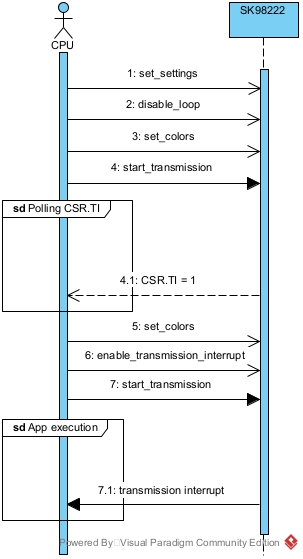 SK98222
CPU
1: set_settings
2: disable_loop
3: set_colors
4: start_transmission
sd Polling CSR.TI
4.1: CSR.TI = 1
5: set_colors
6: enable_transmission_interrupt
7: start_transmission
sd App execution
7.1: transmission interrupt
Powered By Visual Paradigm Community Edition